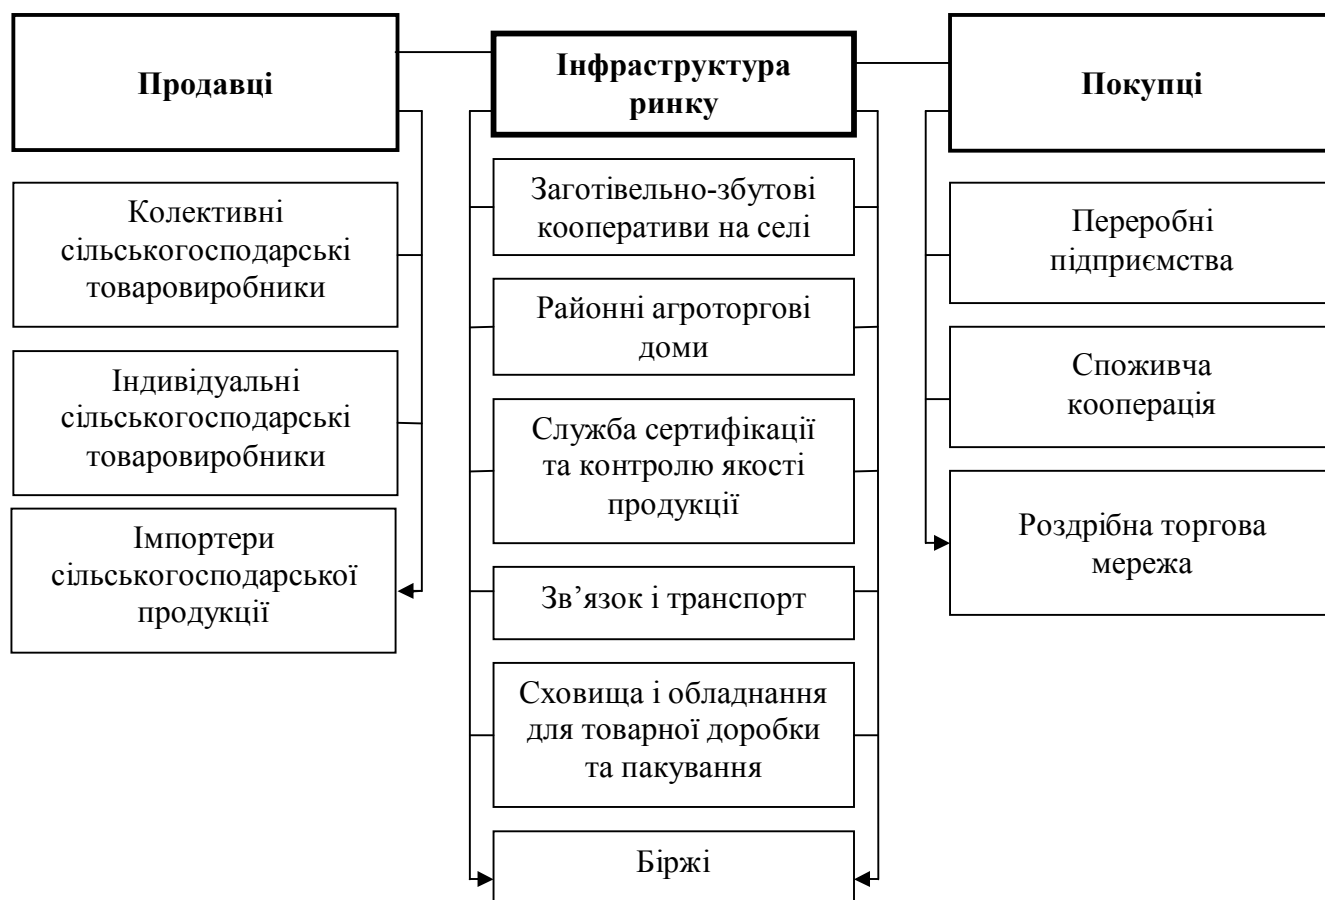 Продавці
Колективні
сільськогосподарські
товаровиробники
Індивідуальні
сільськогосподарські
товаровиробники
Імпортери
сільськогосподарської
продукції
Інфраструктура
ринку
Заготівельно-збутові
кооперативи на селі
Районні агроторгові
доми
Служба сертифікації
та контролю якості
продукції
Зв’язок і транспорт
Сховища і обладнання
для товарної доробки
та пакування
Біржі
Покупці
Переробні
підприємства
Споживча
кооперація
Роздрібна торгова
мережа